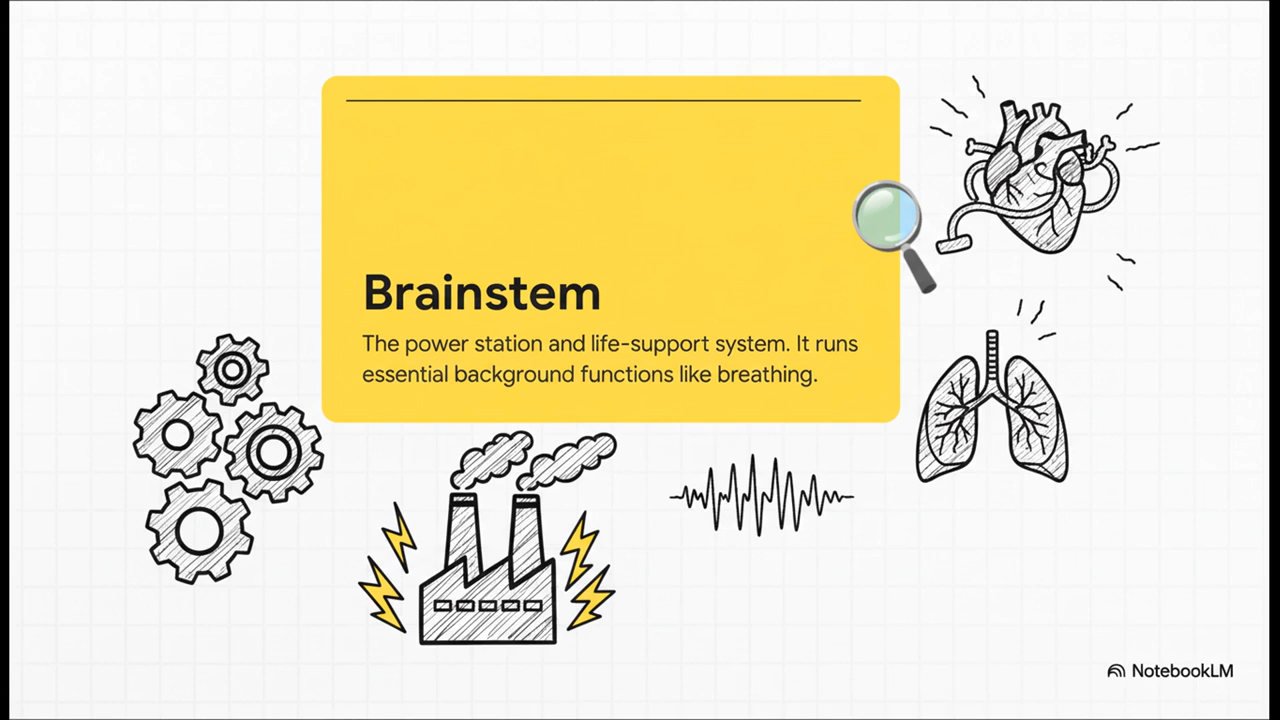 Brainstem
The power station and life-support system. It runs
essential background functions like breathing.
NotebookLM